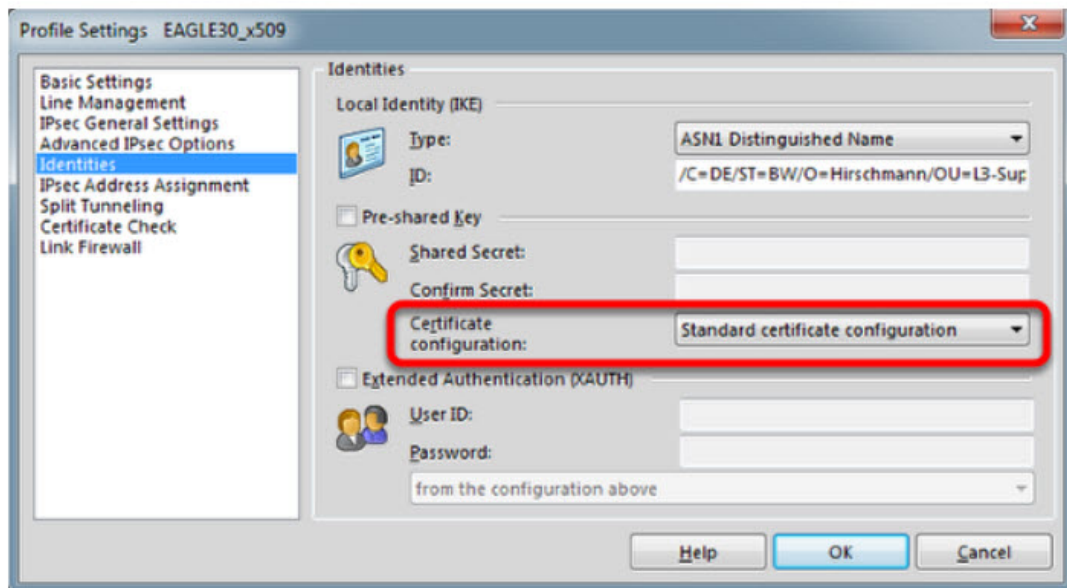 Profile Settings EAGLE30_x509
Basic Settings
Line Management
IPsec General Settings
Advanced IPsec Options
Identities
IPsec Address Assignment
Split Tunneling
Certificate Check
Link Firewall
Identities
Local Identity (IKE)
Type: ASN1 Distinguished Name
ID: /C=DE/ST=BW/O=Hirschmann/OU=L3-Sup
Pre-shared Key
Shared Secret:
Confirm Secret:
Certificate
configuration: Standard certificate configuration
Extended Authentication (XAUTH)
User ID:
Password:
from the configuration above
Help OK Cancel